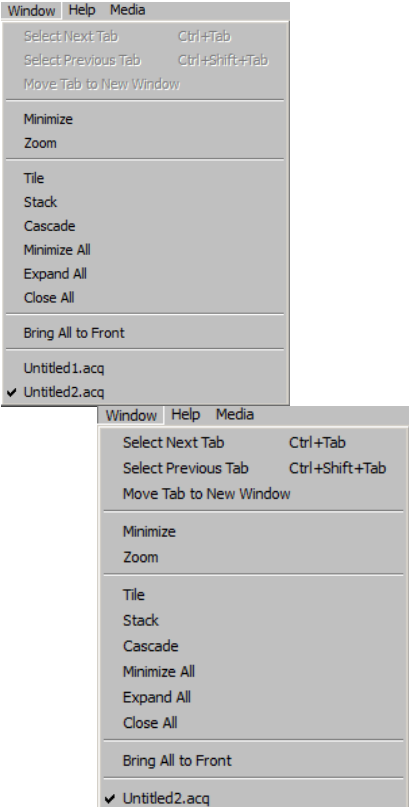 Window Help Media
Select Next Tab Ctrl+Tab
Select Previous Tab Ctrl+Shift+Tab
Move Tab to New Window
Minimize
Zoom
Tile
Stack
Cascade
Minimize All
Expand All
Close All
Bring All to Front
Untitled1.acq
✔ Untitled2.acq
Window Help Media
Select Next Tab Ctrl+Tab
Select Previous Tab Ctrl+Shift+Tab
Move Tab to New Window
Minimize
Zoom
Tile
Stack
Cascade
Minimize All
Expand All
Close All
Bring All to Front
✔ Untitled2.acq